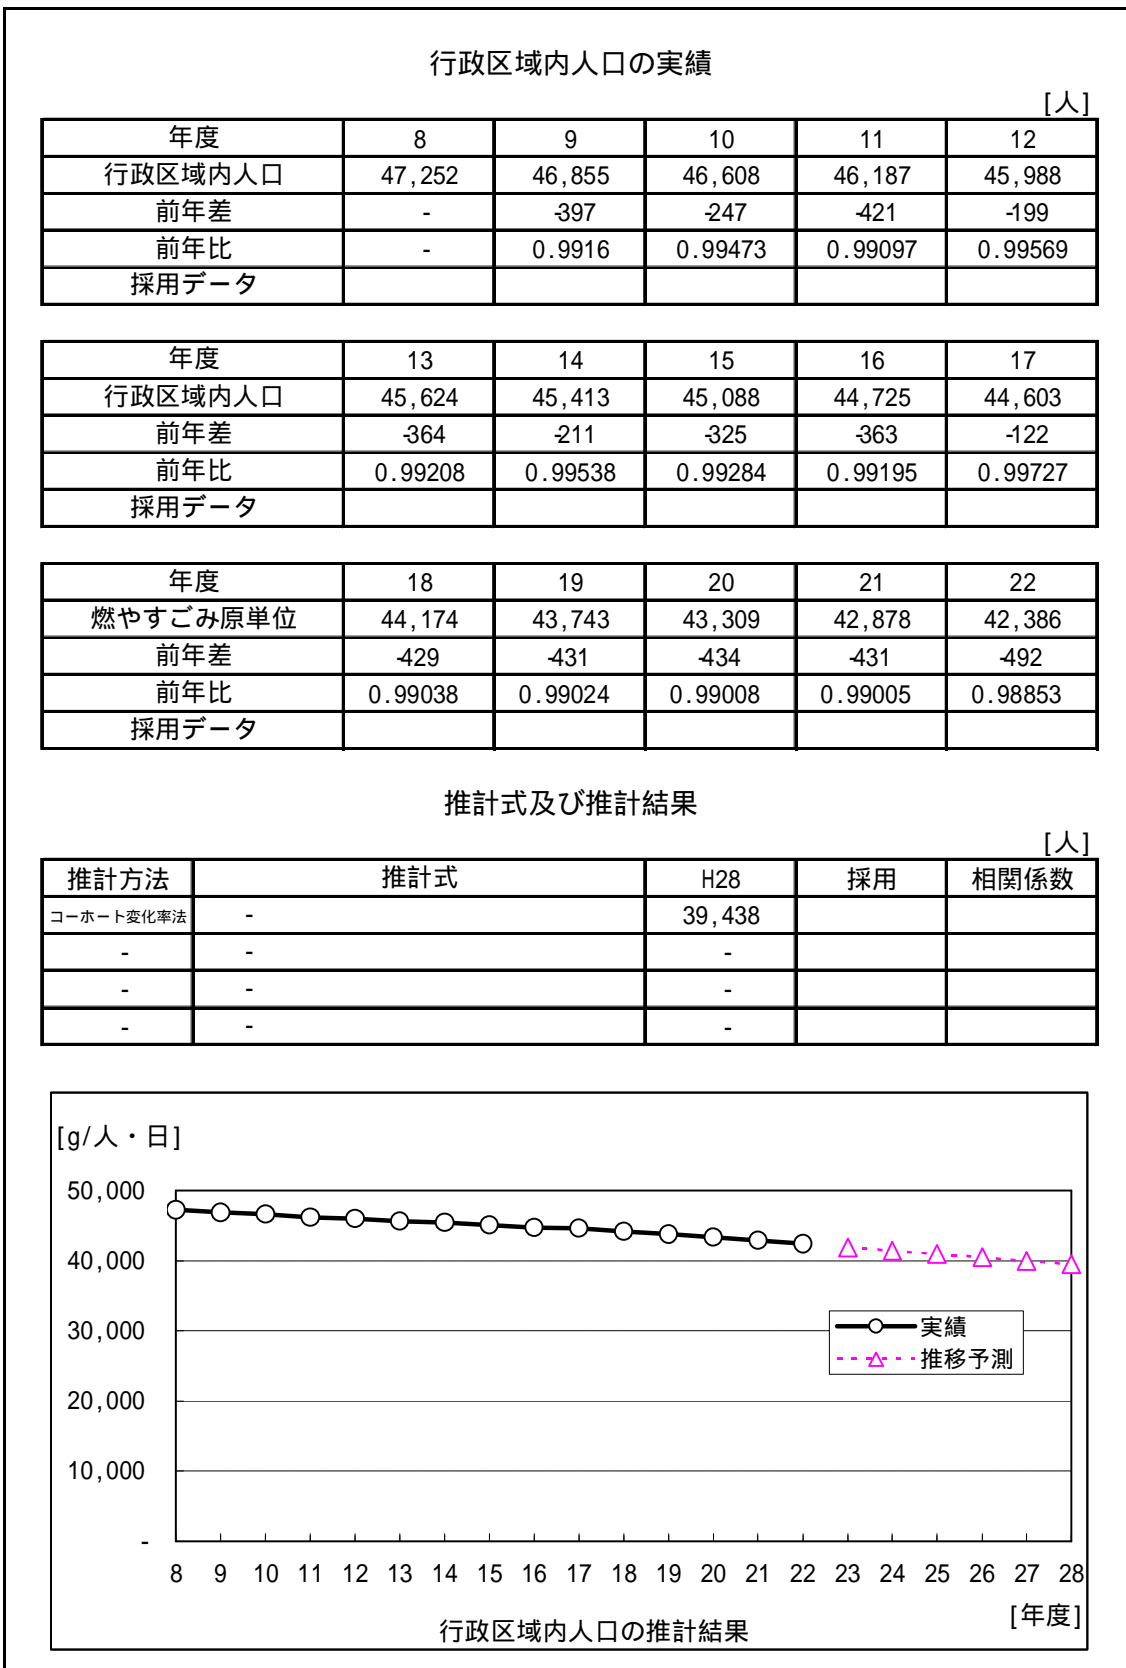 行政区域内人口の実績
[人]
年度 8 9 10 11 12
行政区域内人口 47,252 46,855 46,608 46,187 45,988
前年差 - -397 -247 -421 -199
前年比 - 0.9916 0.99473 0.99097 0.99569
採用データ
年度 13 14 15 16 17
行政区域内人口 45,624 45,413 45,088 44,725 44,603
前年差 -364 -211 -325 -363 -122
前年比 0.99208 0.99538 0.99284 0.99195 0.99727
採用データ
年度 18 19 20 21 22
燃やすごみ原単位 44,174 43,743 43,309 42,878 42,386
前年差 -429 -431 -434 -431 -492
前年比 0.99038 0.99024 0.99008 0.99005 0.98853
採用データ
推計式及び推計結果
[人]
推計方法 推計式 H28 採用 相関係数
コーホート変化率法 - 39,438
- - -
- - -
- - -
[g/人・日]
50,000
40,000
30,000
20,000
10,000
-
実績
推移予測
8 9 10 11 12 13 14 15 16 17 18 19 20 21 22 23 24 25 26 27 28
[年度]
行政区域内人口の推計結果